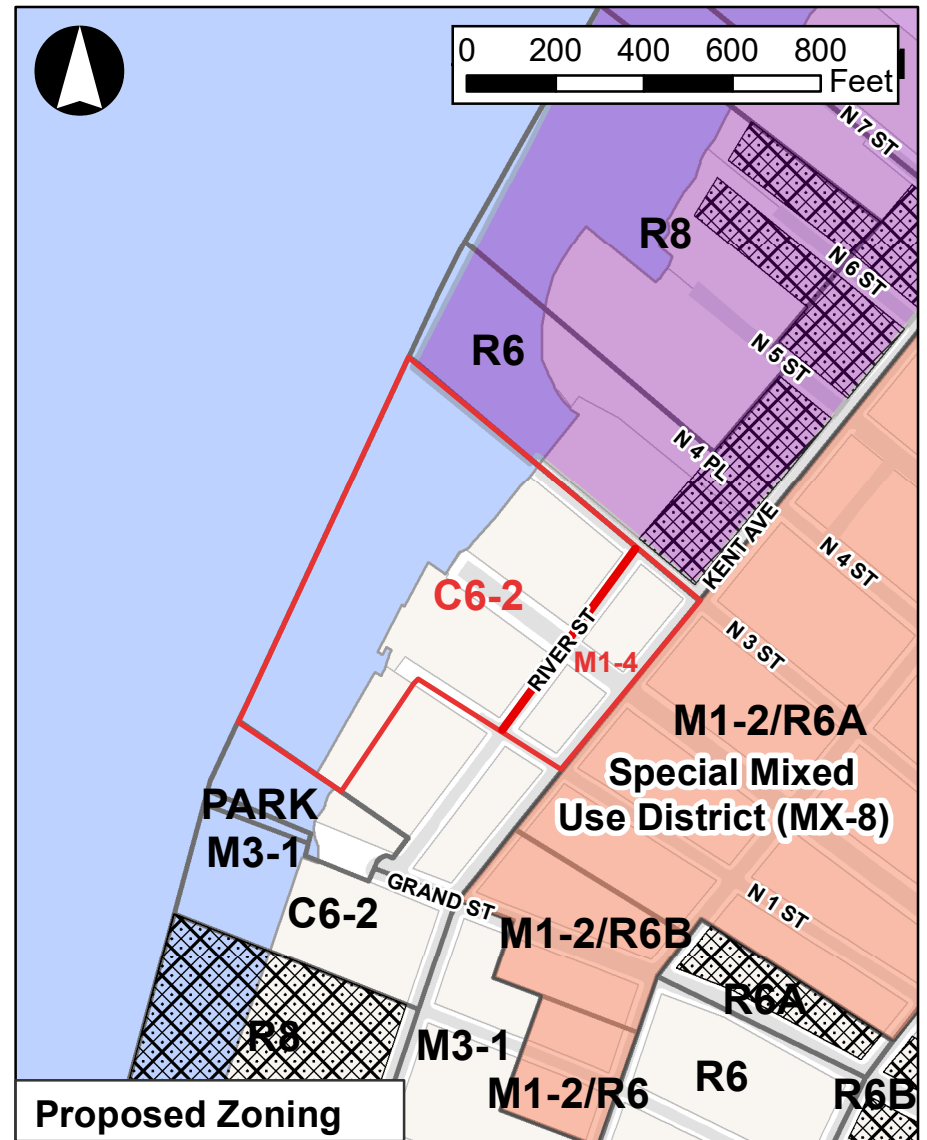 0 200 400 600 800
Feet
N 7 ST
R8
N 6 ST
R6
N 5 ST
N 4 PL
KENT AVE
N 4 ST
C6-2
RIVER ST
N 3 ST
M1-4
M1-2/R6A
Special Mixed
Use District (MX-8)
PARK
M3-1
GRAND ST
N 1 ST
C6-2
M1-2/R6B
R6A
R8
M3-1
R6
M1-2/R6
R6B
Proposed Zoning